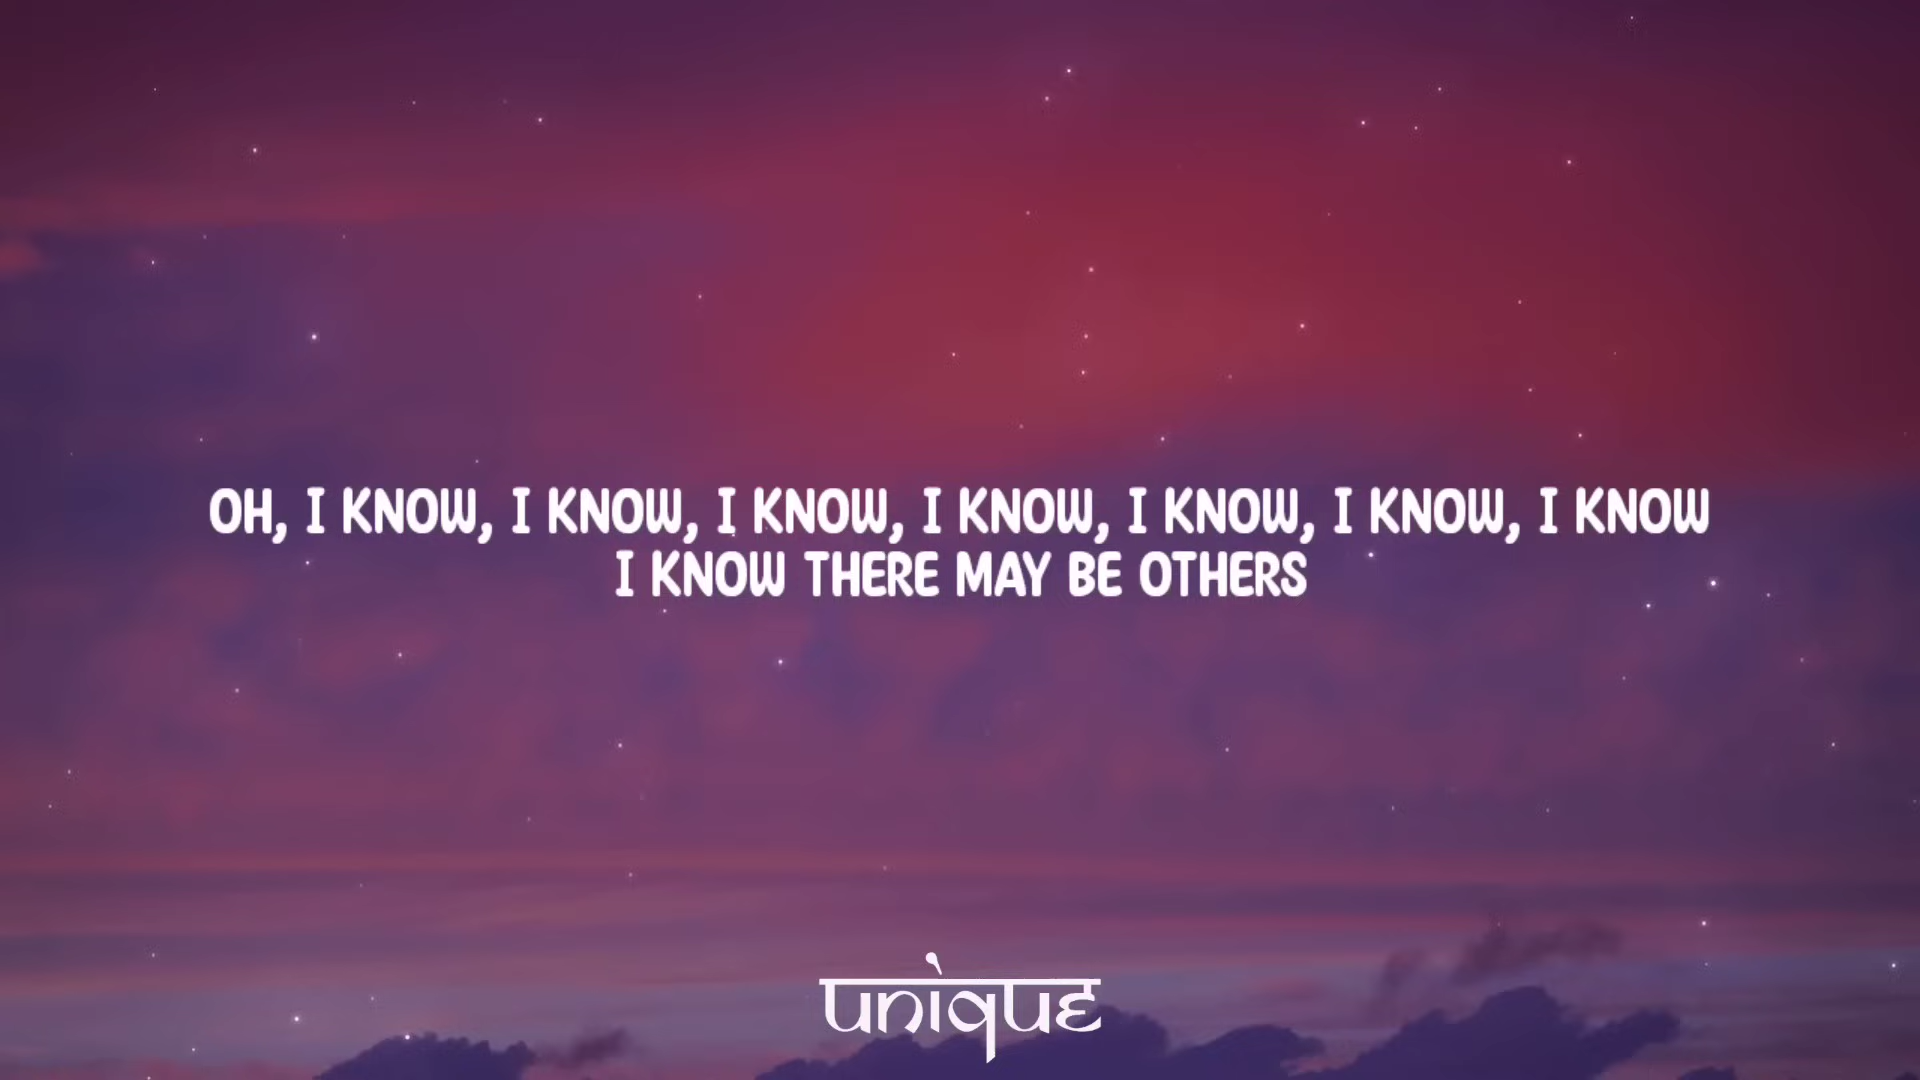 OH, I KNOW, I KNOW, I KNOW, I KNOW, I KNOW, I KNOW, I KNOW
I KNOW THERE MAY BE OTHERS
unique